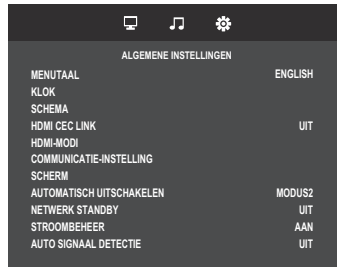 ALGEMENE INSTELLINGEN
MENUTAAL ENGLISH
KLOK
SCHEMA
HDMI CEC LINK UIT
HDMI-MODI
COMMUNICATIE-INSTELLING
SCHERM
AUTOMATISCH UITSCHAKELEN MODUS2
NETWERK STANDBY UIT
STROOMBEHEER AAN
AUTO SIGNAAL DETECTIE UIT